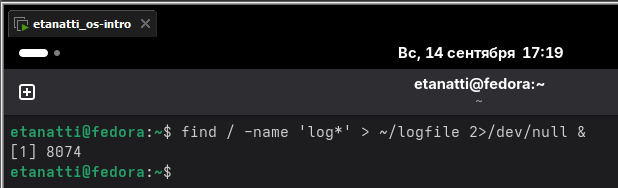 etanatti_os-intro
Вс, 14 сентября 17:19
etanatti@fedora:~
~
etanatti@fedora:~$ find / -name 'log*' > ~/logfile 2>/dev/null &
[1] 8074
etanatti@fedora:~$